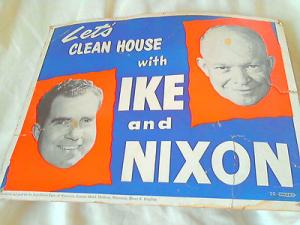 Let's
CLEAN HOUSE
with
IKE
and
NIXON